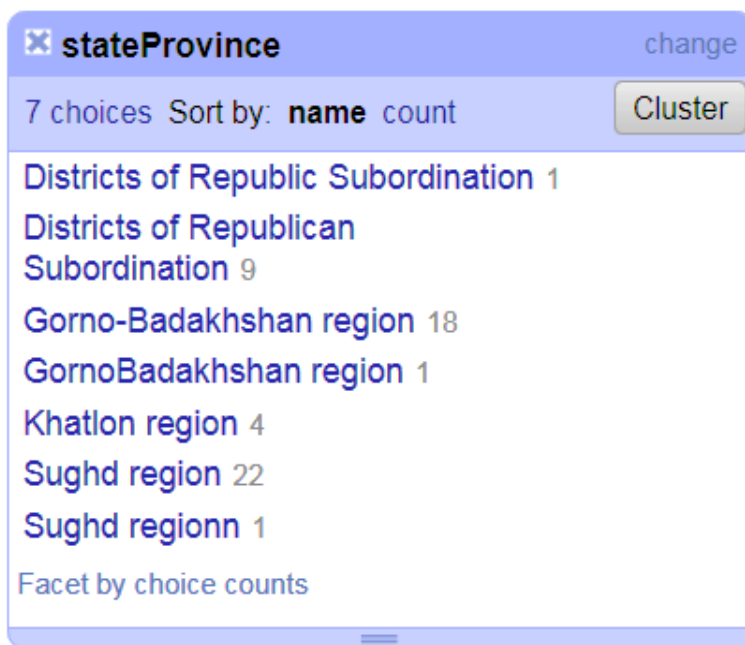 stateProvince change
7 choices Sort by: name count Cluster
Districts of Republic Subordination 1
Districts of Republican
Subordination 9
Gorno-Badakhshan region 18
GornoBadakhshan region 1
Khatlon region 4
Sughd region 22
Sughd regionn 1
Facet by choice counts